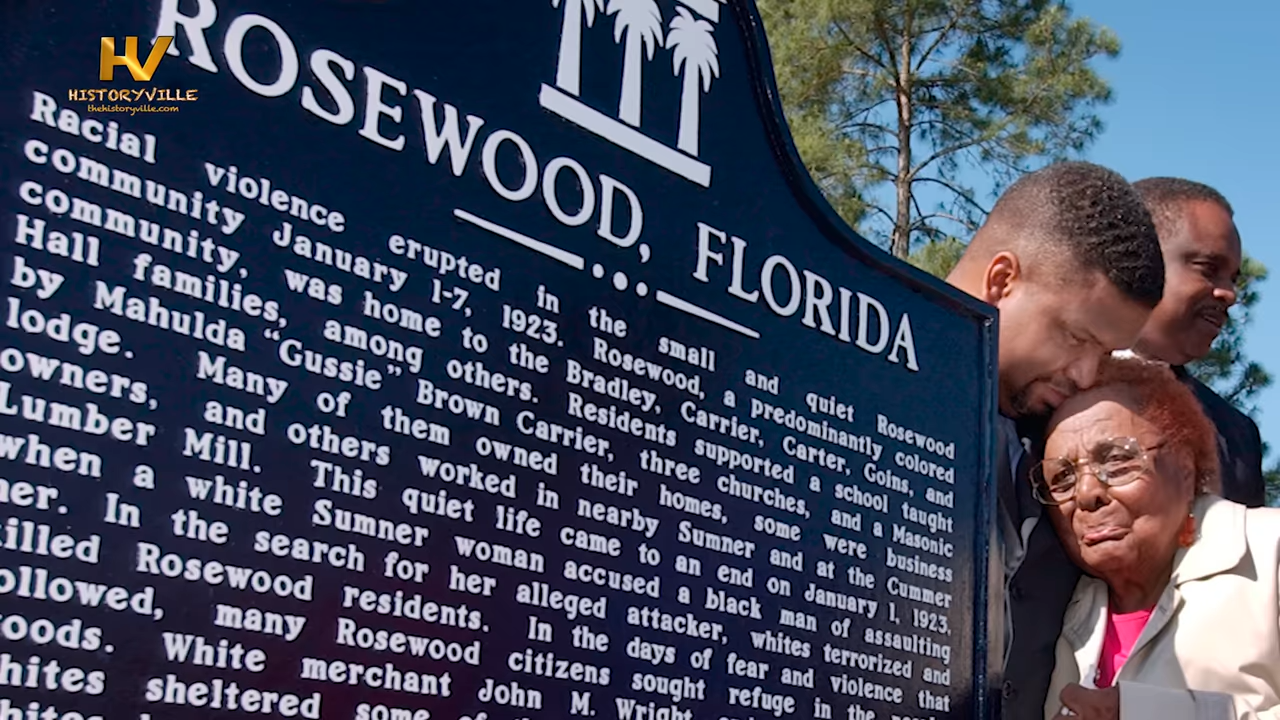 HV
HISTORYVILLE
thehistoryville.com
ROSEWOOD, FLORIDA
Racial violence erupted in the small and quiet Rosewood
community January 1-7, 1923. Rosewood, a predominantly colored
community, was home to the Bradley, Carrier, Carter, Goins, and
Hall families, among others. Residents supported a school taught
by Mahulda “Gussie” Brown Carrier, three churches, and a Masonic
lodge. Many of them owned their homes, some were business
owners, and others worked in nearby Sumner and at the Cummer
Lumber Mill. This quiet life came to an end on January 1, 1923,
when a white Sumner woman accused a black man of assaulting
her. In the search for her alleged attacker, whites terrorized and
killed Rosewood residents. In the days of fear and violence that
ollowed, many Rosewood citizens sought refuge in the
oods. White merchant John M. Wright
hites sheltered some of